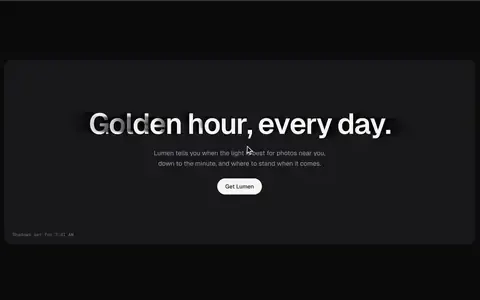 Golden hour, every day.
Lumen tells you when the light is best for photos near you,
down to the minute, and where to stand when it comes.
Get Lumen